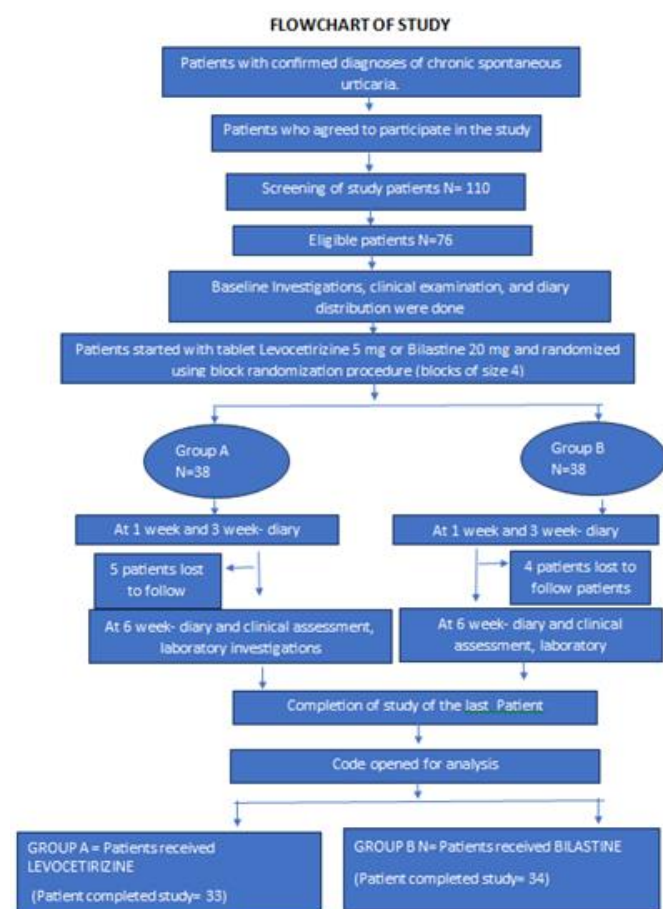 FLOWCHART OF STUDY
Patients with confirmed diagnoses of chronic spontaneous
urticaria.
Patients who agreed to participate in the study
Screening of study patients N= 110
Eligible patients N=76
Baseline Investigations, clinical examination, and diary
distribution were done
Patients started with tablet Levocetirizine 5 mg or Bilastine 20 mg and randomized
using block randomization procedure (blocks of size 4)
Group A
N=38
Group B
N=38
At 1 week and 3 week- diary
At 1 week and 3 week- diary
5 patients lost
to follow
4 patients lost to
follow patients
At 6 week- diary and clinical assessment,
laboratory investigations
At 6 week- diary and clinical
assessment, laboratory
Completion of study of the last Patient
Code opened for analysis
GROUP A = Patients received
LEVOCETIRIZINE
(Patient completed study= 33)
GROUP B N= Patients received BILASTINE
(Patient completed study= 34)